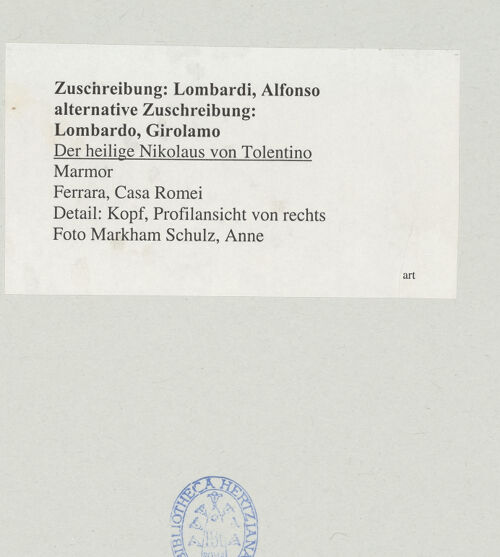 Zuschreibung: Lombardi, Alfonso
alternative Zuschreibung:
Lombardo, Girolamo
Der heilige Nikolaus von Tolentino
Marmor
Ferrara, Casa Romei
Detail: Kopf, Profilansicht von rechts
Foto Markham Schulz, Anne
art
BIBLIOTHECA HERTZIANA